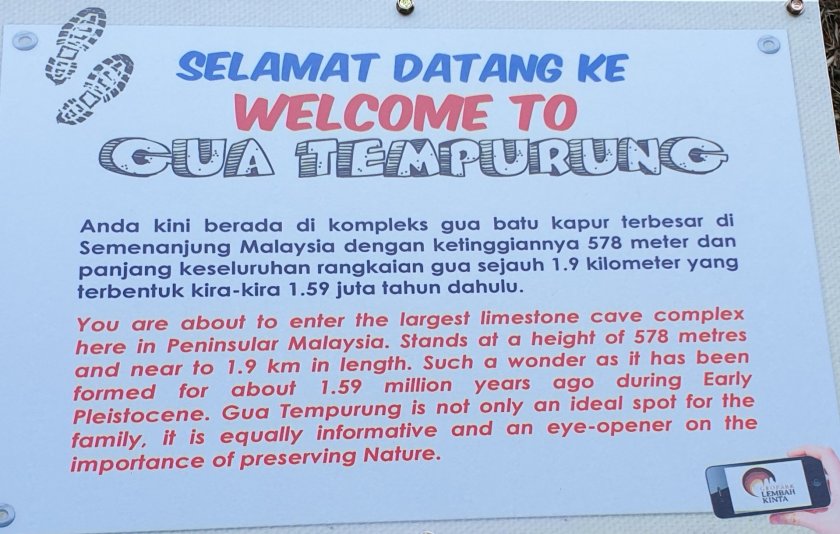 SELAMAT DATANG KE
WELCOME TO
GUA TEMPURUNG
Anda kini berada di kompleks gua batu kapur terbesar di
Semenanjung Malaysia dengan ketinggiannya 578 meter dan
panjang keseluruhan rangkaian gua sejauh 1.9 kilometer yang
terbentuk kira-kira 1.59 juta tahun dahulu.
You are about to enter the largest limestone cave complex
here in Peninsular Malaysia. Stands at a height of 578 metres
and near to 1.9 km in length. Such a wonder as it has been
formed for about 1.59 million years ago during Early
Pleistocene. Gua Tempurung is not only an ideal spot for the
family, it is equally informative and an eye-opener on the
importance of preserving Nature.
GEOPARK
LEMBAH
KINTA